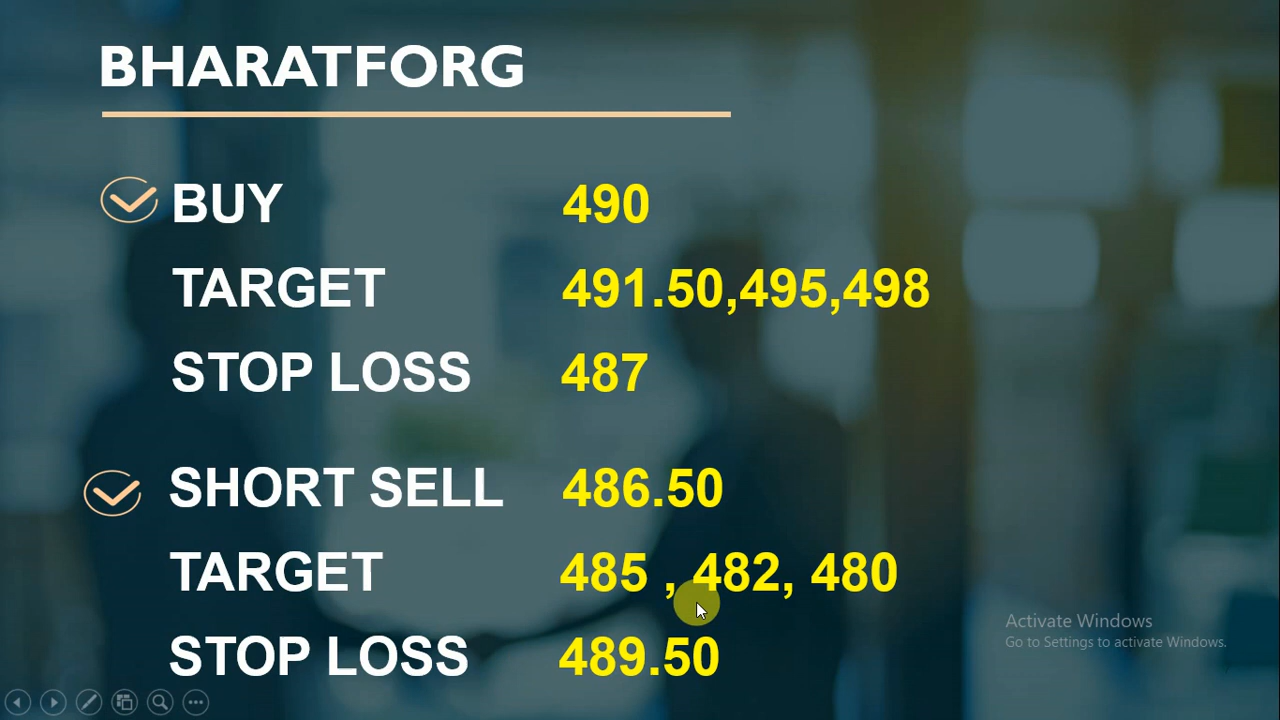 BHARATFORG
BUY 490
TARGET 491.50,495,498
STOP LOSS 487
SHORT SELL 486.50
TARGET 485 , 482, 480
STOP LOSS 489.50
Activate Windows
Go to Settings to activate Windows.